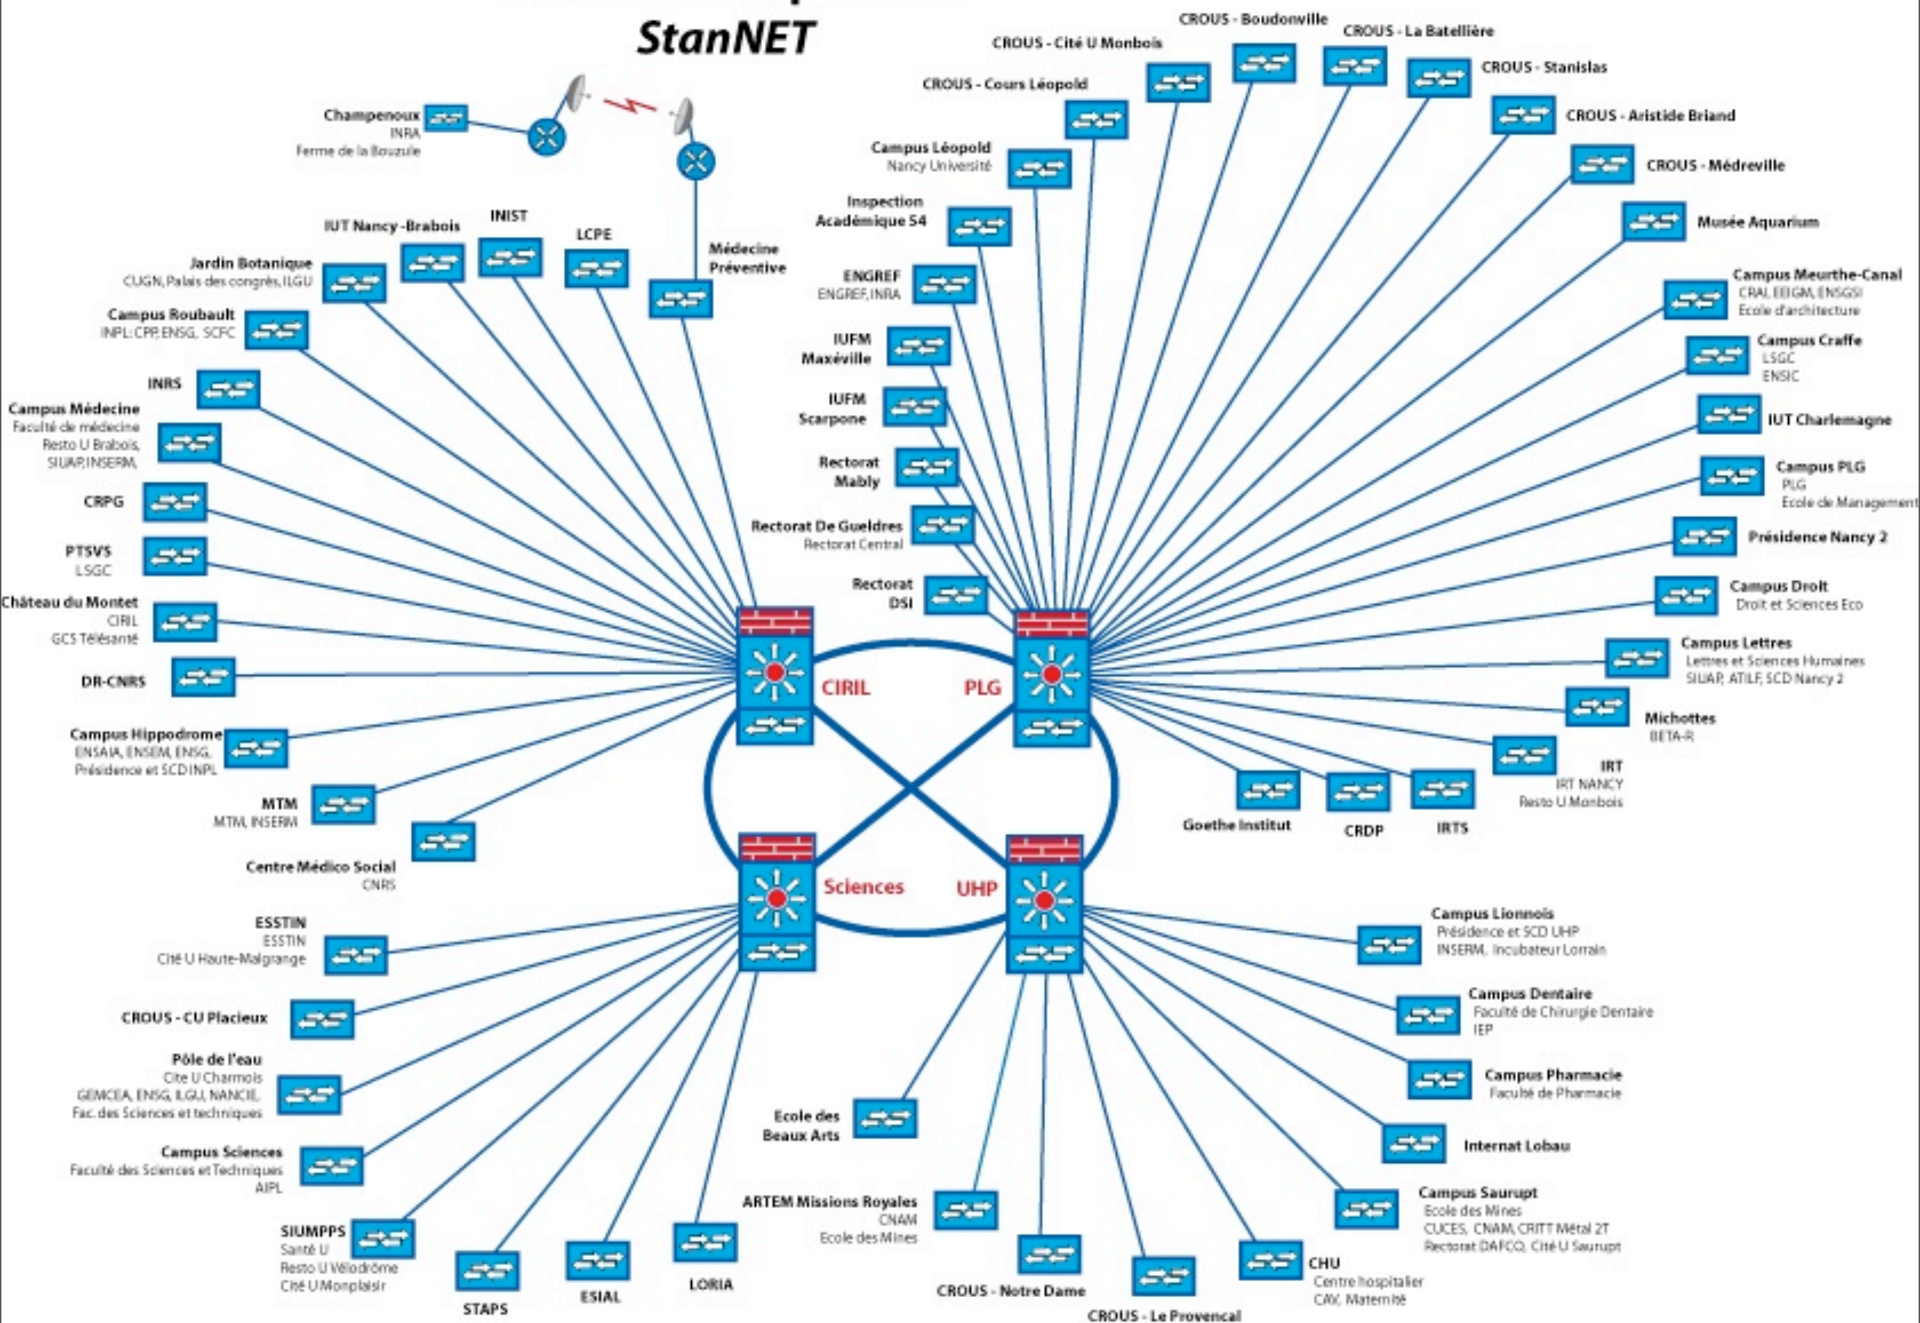 StanNET
Champenoux
INRA
Ferme de la Bouzule
IUT Nancy -Brabois
INIST
LCPE
Médecine
Préventive
Jardin Botanique
CUGN, Palais des congrès, ILGU
Campus Roubault
INPL: CPP, ENSG, SCFC
INRS
Campus Médecine
Faculté de médecine
Resto U Brabois,
SIUAP, INSERM,
CRPG
PTSVS
LSGC
Château du Montet
CIRIL
GCS Télésanté
DR-CNRS
Campus Hippodrome
ENSAIA, ENSEM, ENSG,
Présidence et SCD INPL
MTM
MTM, INSERM
Centre Médico Social
CNRS
CROUS - Boudonville
CROUS - La Batellière
CROUS - Cité U Monbois
CROUS - Stanislas
CROUS - Cours Léopold
CROUS - Aristide Briand
Campus Léopold
Nancy Université
CROUS - Médreville
Inspection
Académique 54
Musée Aquarium
ENGREF
ENGREF, INRA
Campus Meurthe-Canal
CRAI, EEIGM, ENSGSI
Ecole d'architecture
IUFM
Maxéville
Campus Craffe
LSGC
ENSIC
IUFM
Scarpone
IUT Charlemagne
Rectorat
Mably
Campus PLG
PLG
Ecole de Management
Rectorat De Gueldres
Rectorat Central
Présidence Nancy 2
Rectorat
DSI
Campus Droit
Droit et Sciences Eco
Campus Lettres
Lettres et Sciences Humaines
SIUAP, ATILF, SCD Nancy 2
Michottes
BETA-R
IRT
IRT NANCY
Resto U Monbois
Goethe Institut
CRDP
IRTS
CIRIL
PLG
Sciences
UHP
ESSTIN
ESSTIN
Cité U Haute-Malgrange
CROUS - CU Placieux
Pôle de l'eau
Cite U Charmois
GEMCEA, ENSG, ILGU, NANCIE,
Fac. des Sciences et techniques
Campus Sciences
Faculté des Sciences et Techniques
AIPL
SIUMPPS
Santé U
Resto U Vélodrôme
Cité U Monplaisir
STAPS
ESIAL
LORIA
Ecole des
Beaux Arts
ARTEM Missions Royales
CNAM
Ecole des Mines
CROUS - Notre Dame
CROUS - Le Provencal
CHU
Centre hospitalier
CAV, Maternité
Campus Saurupt
Ecole des Mines
CUCES, CNAM, CRITT Métal 2T
Rectorat DAFCO, Cité U Saurupt
Internat Lobau
Campus Pharmacie
Faculté de Pharmacie
Campus Dentaire
Faculté de Chirurgie Dentaire
IEP
Campus Lionnois
Présidence et SCD UHP
INSERM, Incubateur Lorrain